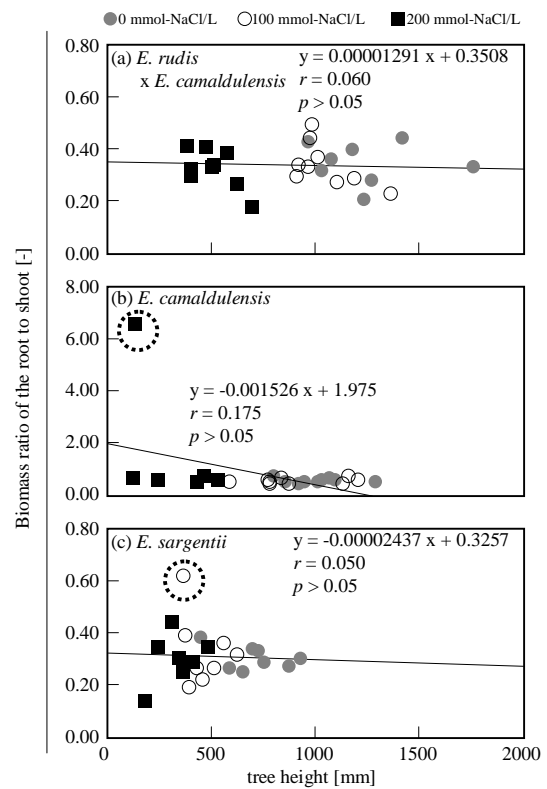 0 mmol-NaCl/L 100 mmol-NaCl/L 200 mmol-NaCl/L
Biomass ratio of the root to shoot [-]
0.80
0.60
0.40
0.20
0.00
(a) E. rudis
x E. camaldulensis
y = 0.00001291 x + 0.3508
r = 0.060
p > 0.05
8.00
6.00
4.00
2.00
0.00
(b) E. camaldulensis
y = -0.001526 x + 1.975
r = 0.175
p > 0.05
0.80
0.60
0.40
0.20
0.00
(c) E. sargentii
y = -0.00002437 x + 0.3257
r = 0.050
p > 0.05
0 500 1000 1500 2000
tree height [mm]